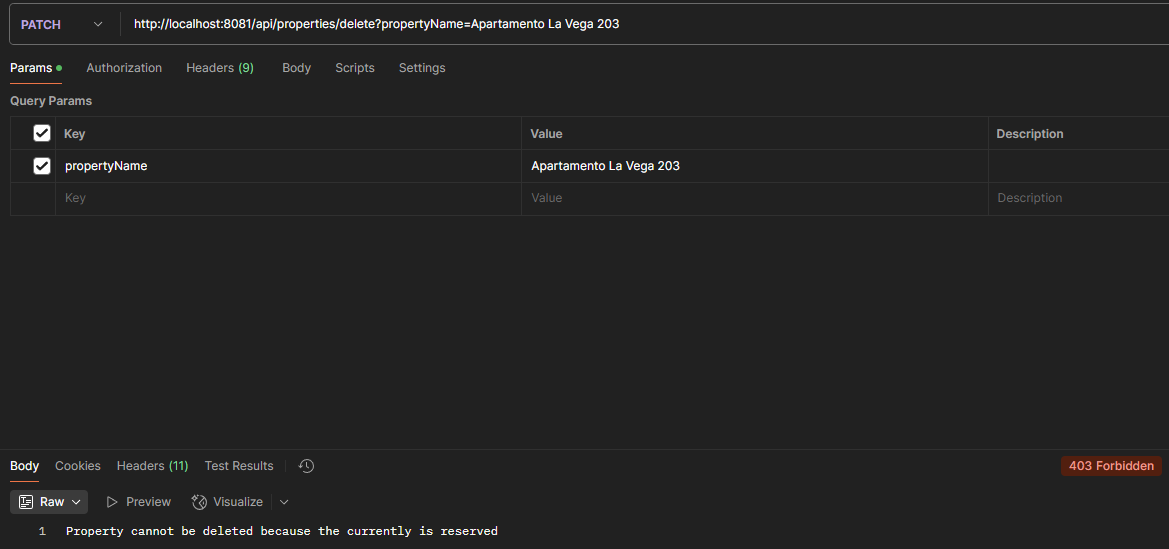 PATCH http://localhost:8081/api/properties/delete?propertyName=Apartamento La Vega 203
Params Authorization Headers (9) Body Scripts Settings
Query Params
Key Value Description
propertyName Apartamento La Vega 203
Key Value Description
Body Cookies Headers (11) Test Results 403 Forbidden
Raw Preview Visualize
1 Property cannot be deleted because the currently is reserved